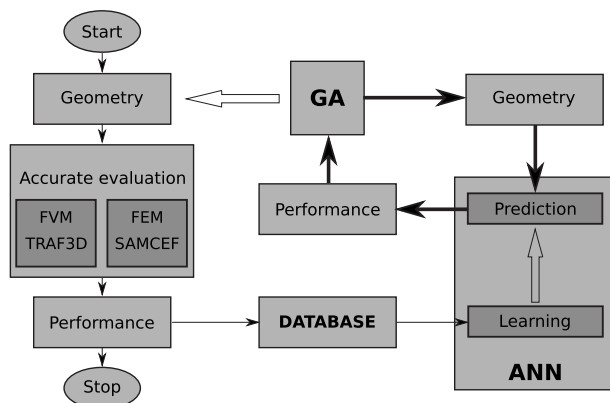 Start
Geometry
Accurate evaluation
FVM
TRAF3D
FEM
SAMCEF
Performance
Stop
GA
Geometry
Performance
Prediction
DATABASE
Learning
ANN